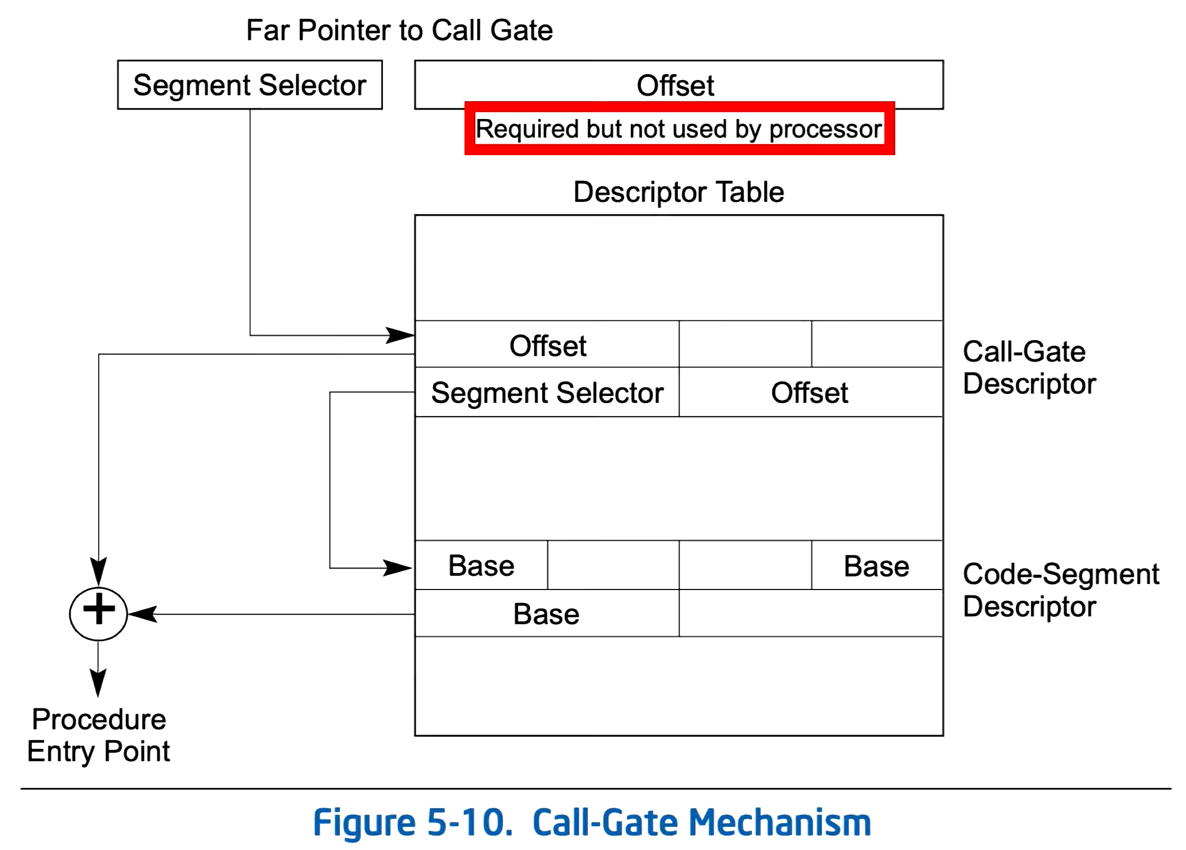 Far Pointer to Call Gate
Segment Selector
Offset
Required but not used by processor
Descriptor Table
Offset
Call-Gate
Descriptor
Segment Selector
Offset
Base
Base
Code-Segment
Descriptor
Base
+
Procedure
Entry Point
Figure 5-10. Call-Gate Mechanism